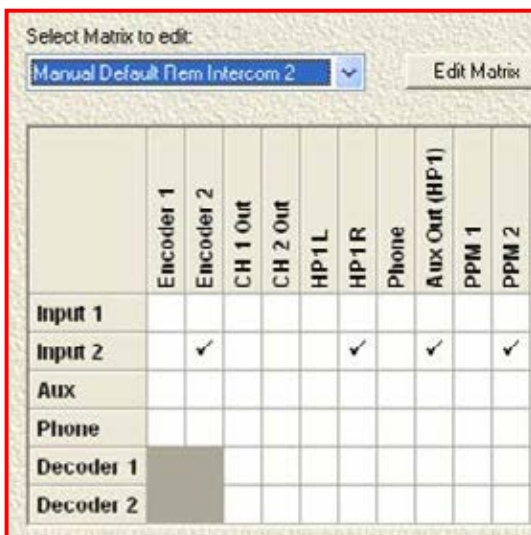 Select Matrix to edit:
Manual Default Rem Intercom 2
Edit Matrix
Encoder 1
Encoder 2
CH 1 Out
CH 2 Out
HP1 L
HP1 R
Phone
Aux Out (HP1)
PPM 1
PPM 2
Input 1
Input 2 ✓ ✓ ✓ ✓
Aux
Phone
Decoder 1
Decoder 2